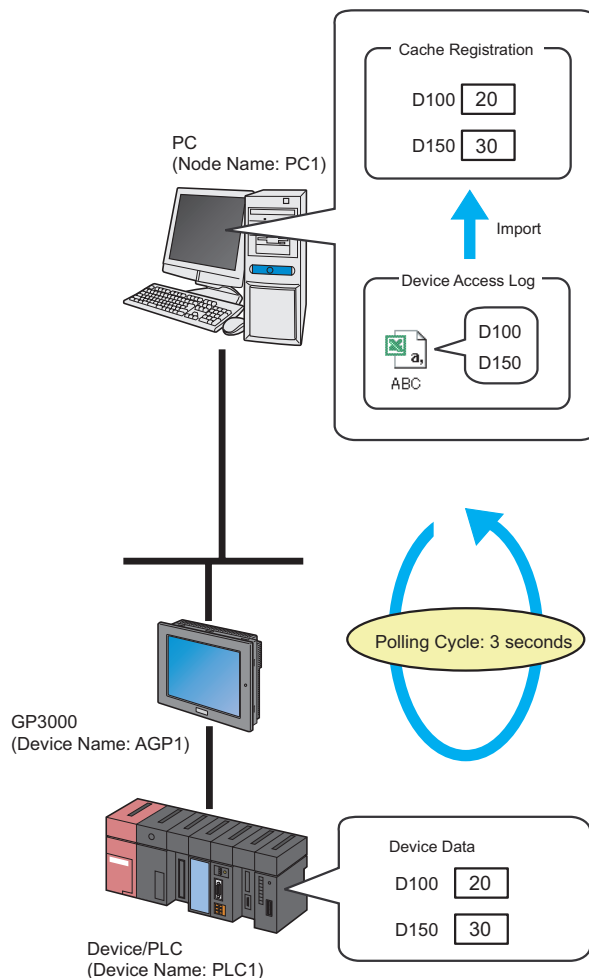 Cache Registration
D100 20
D150 30
PC
(Node Name: PC1)
Import
Device Access Log
D100
D150
a,
ABC
Polling Cycle: 3 seconds
GP3000
(Device Name: AGP1)
Device Data
D100 20
D150 30
Device/PLC
(Device Name: PLC1)